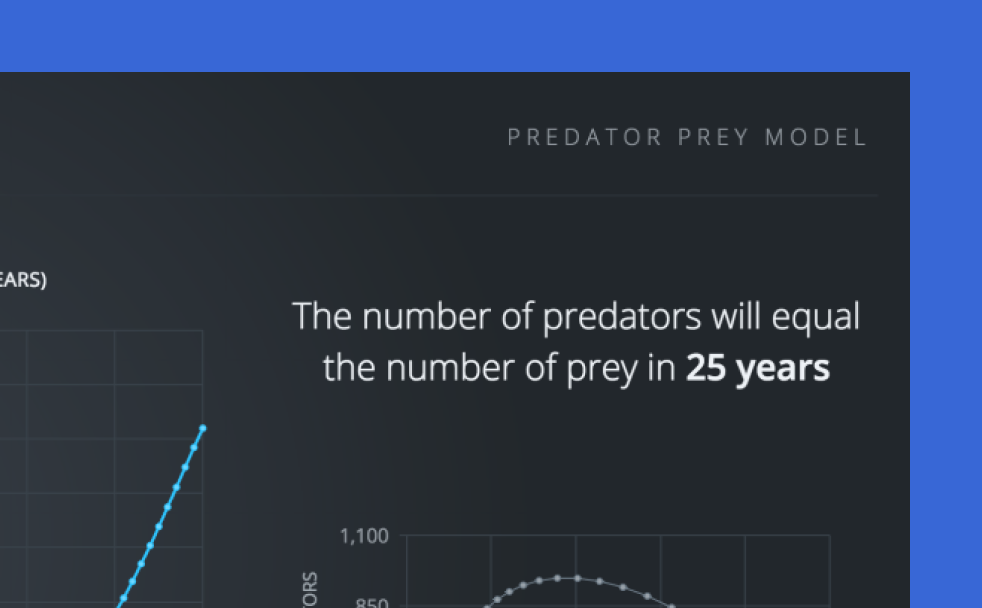 PREDATOR PREY MODEL
EARS)
The number of predators will equal
the number of prey in 25 years
1,100
850
TORS